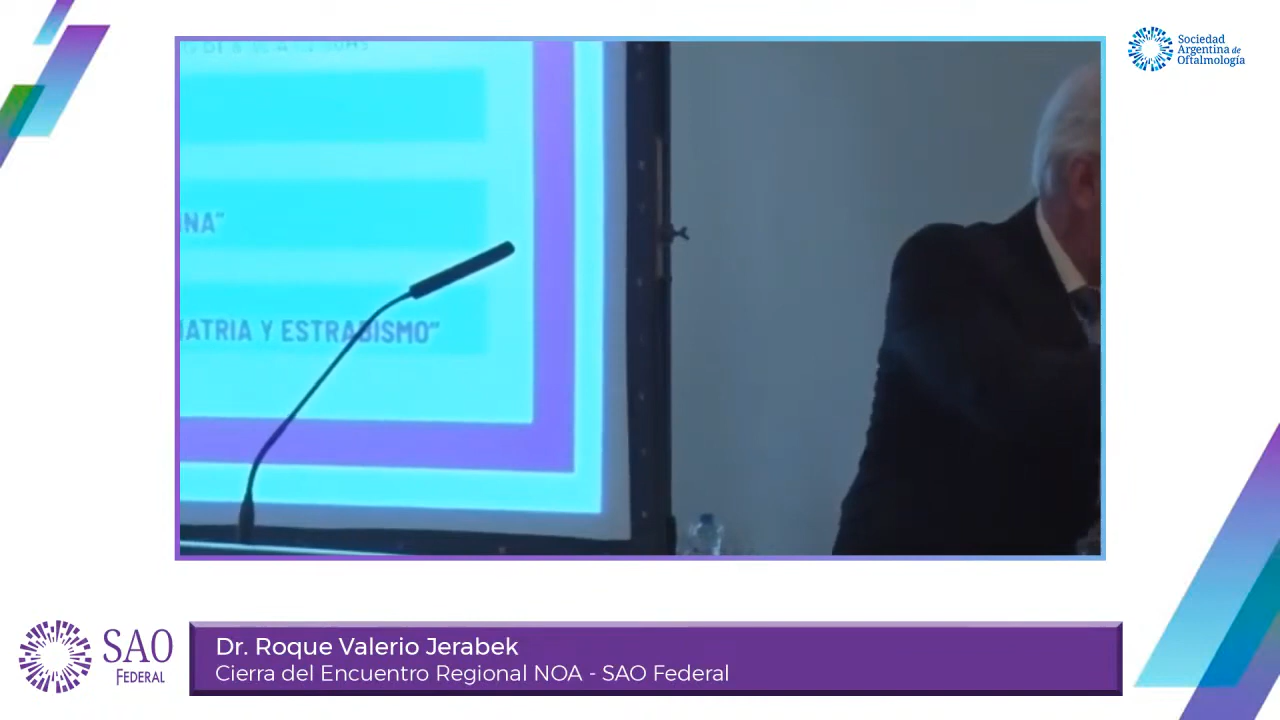 Sociedad
Argentina de
Oftalmología
NA”
IATRIA Y ESTRABISMO”
SAO
FEDERAL
Dr. Roque Valerio Jerabek
Cierra del Encuentro Regional NOA - SAO Federal